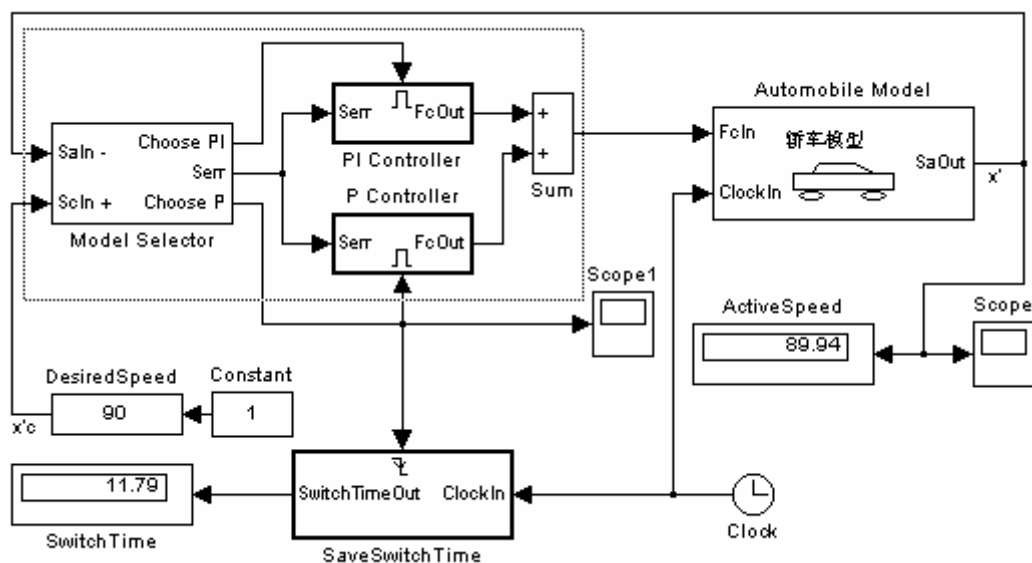 Choose PI
SaIn -
Serr
ScIn +
Choose P
Model Selector
Serr
FcOut
PI Controller
P Controller
Serr
FcOut
+
+
Sum
Automobile Model
FcIn
轿车模型
SaOut
ClockIn
x'
Scope1
ActiveSpeed
89.94
Scope
DesiredSpeed
90
Constant
1
x'c
11.79
SwitchTime
SwitchTimeOut
ClockIn
SaveSwitchTime
Clock